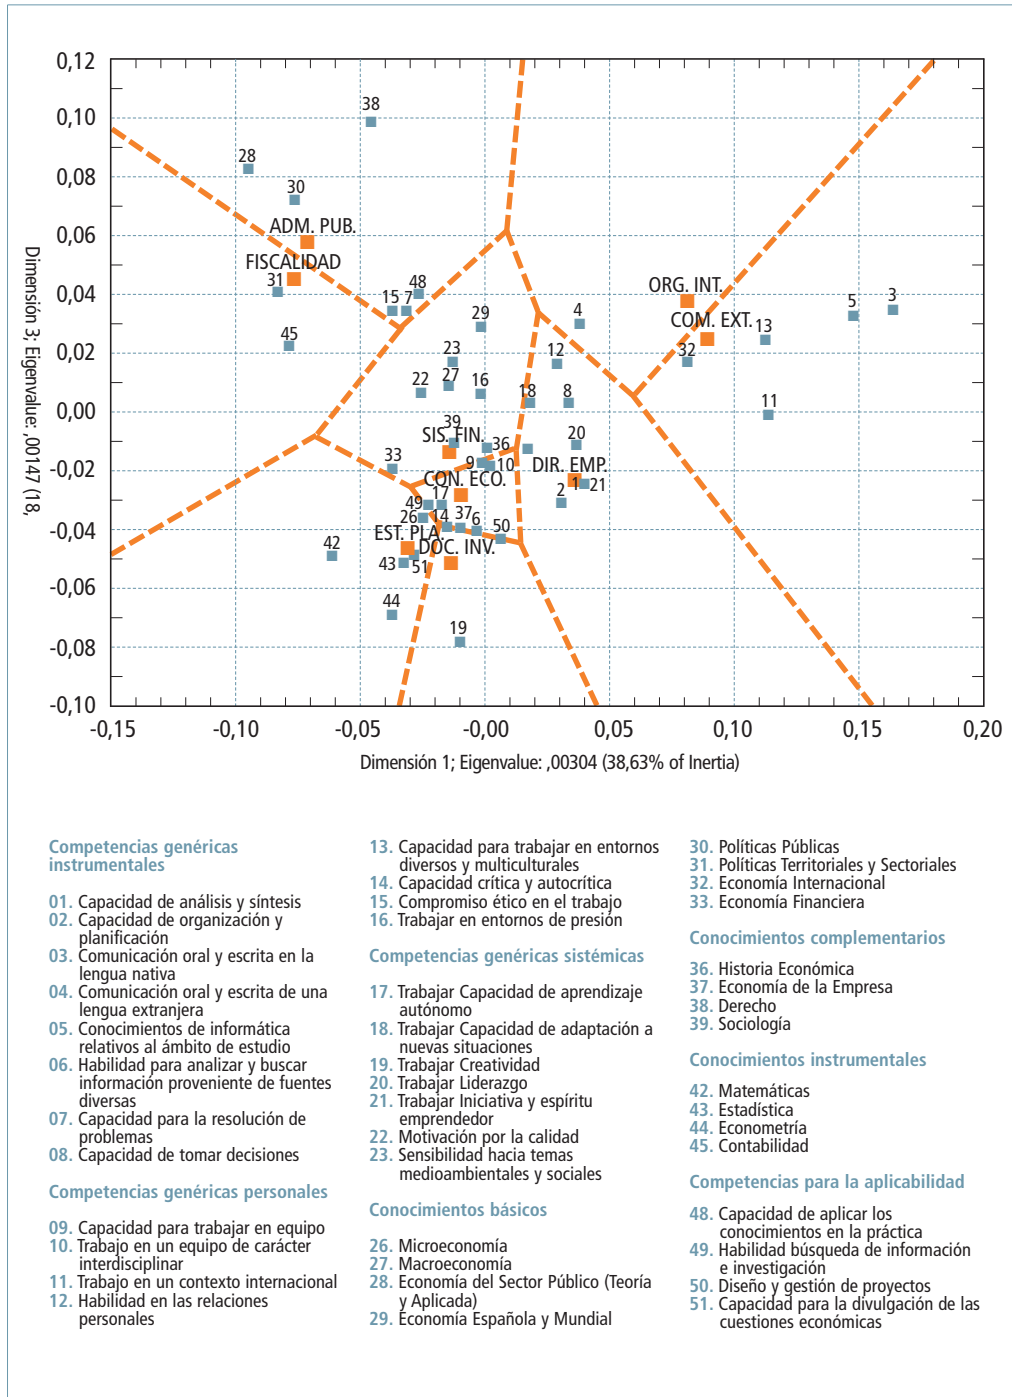 0,12
0,10
0,08
0,06
0,04
0,02
0,00
-0,02
-0,04
-0,06
-0,08
-0,10
Dimensión 3; Eigenvalue: ,00147 (18,
38
28
30
ADM. PUB.
FISCALIDAD
31
15
7
48
45
29
4
ORG. INT.
COM. EXT.
5
3
13
32
23
12
22
27
16
18
8
11
39
SIS. FIN.
36
20
33
9
10
DIR. EMP.
CON. ECO.
1
21
2
49
17
26
14
37
6
50
EST. PLA.
DOC. INV.
42
43
51
44
19
-0,15
-0,10
-0,05
-0,00
0,05
0,10
0,15
0,20
Dimensión 1; Eigenvalue: ,00304 (38,63% of Inertia)
Competencias genéricas
instrumentales
01. Capacidad de análisis y síntesis
02. Capacidad de organización y
planificación
03. Comunicación oral y escrita en la
lengua nativa
04. Comunicación oral y escrita de una
lengua extranjera
05. Conocimientos de informática
relativos al ámbito de estudio
06. Habilidad para analizar y buscar
información proveniente de fuentes
diversas
07. Capacidad para la resolución de
problemas
08. Capacidad de tomar decisiones
Competencias genéricas personales
09. Capacidad para trabajar en equipo
10. Trabajo en un equipo de carácter
interdisciplinar
11. Trabajo en un contexto internacional
12. Habilidad en las relaciones
personales
13. Capacidad para trabajar en entornos
diversos y multiculturales
14. Capacidad crítica y autocrítica
15. Compromiso ético en el trabajo
16. Trabajar en entornos de presión
Competencias genéricas sistémicas
17. Trabajar Capacidad de aprendizaje
autónomo
18. Trabajar Capacidad de adaptación a
nuevas situaciones
19. Trabajar Creatividad
20. Trabajar Liderazgo
21. Trabajar Iniciativa y espíritu
emprendedor
22. Motivación por la calidad
23. Sensibilidad hacia temas
medioambientales y sociales
Conocimientos básicos
26. Microeconomía
27. Macroeconomía
28. Economía del Sector Público (Teoría
y Aplicada)
29. Economía Española y Mundial
30. Políticas Públicas
31. Políticas Territoriales y Sectoriales
32. Economía Internacional
33. Economía Financiera
Conocimientos complementarios
36. Historia Económica
37. Economía de la Empresa
38. Derecho
39. Sociología
Conocimientos instrumentales
42. Matemáticas
43. Estadística
44. Econometría
45. Contabilidad
Competencias para la aplicabilidad
48. Capacidad de aplicar los
conocimientos en la práctica
49. Habilidad búsqueda de información
e investigación
50. Diseño y gestión de proyectos
51. Capacidad para la divulgación de las
cuestiones económicas